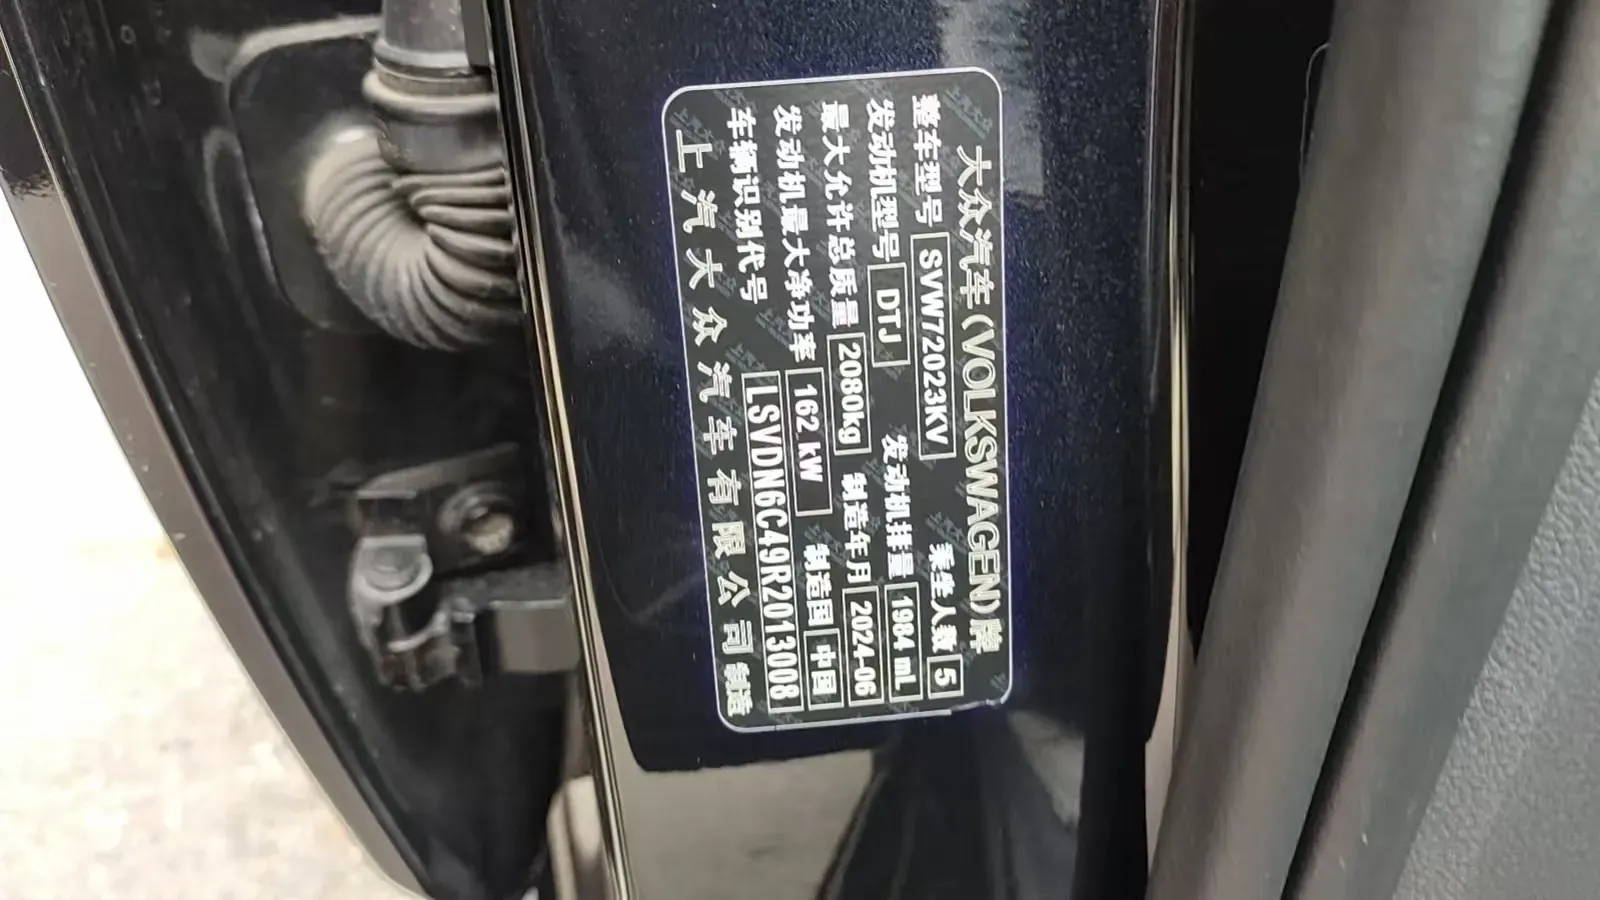 大众汽车(VOLKSWAGEN)牌
整车型号 SVW72023KV 乘坐人数 5
发动机型号 DTJ 发动机排量 1984 mL
最大允许总质量 2080kg 制造年月 2024-06
发动机最大净功率 162 kW 制造国 中国
车辆识别代号 LSVDN6C49R2013008
上汽大众汽车有限公司 制造